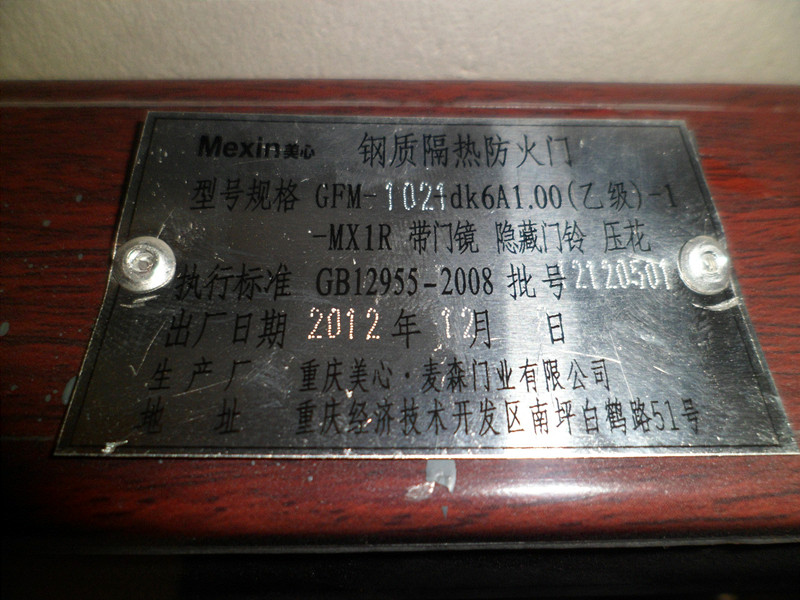 Mexin美心 钢质隔热防火门
型号规格 GFM-1021-dk6A1.00(乙级)-1
-MX1R 带门镜 隐藏门铃 压花
执行标准 GB12955-2008 批号2120501
出厂日期 2012 年 12月 日
生产厂 重庆美心·麦森门业有限公司
地址 重庆经济技术开发区南坪白鹤路51号